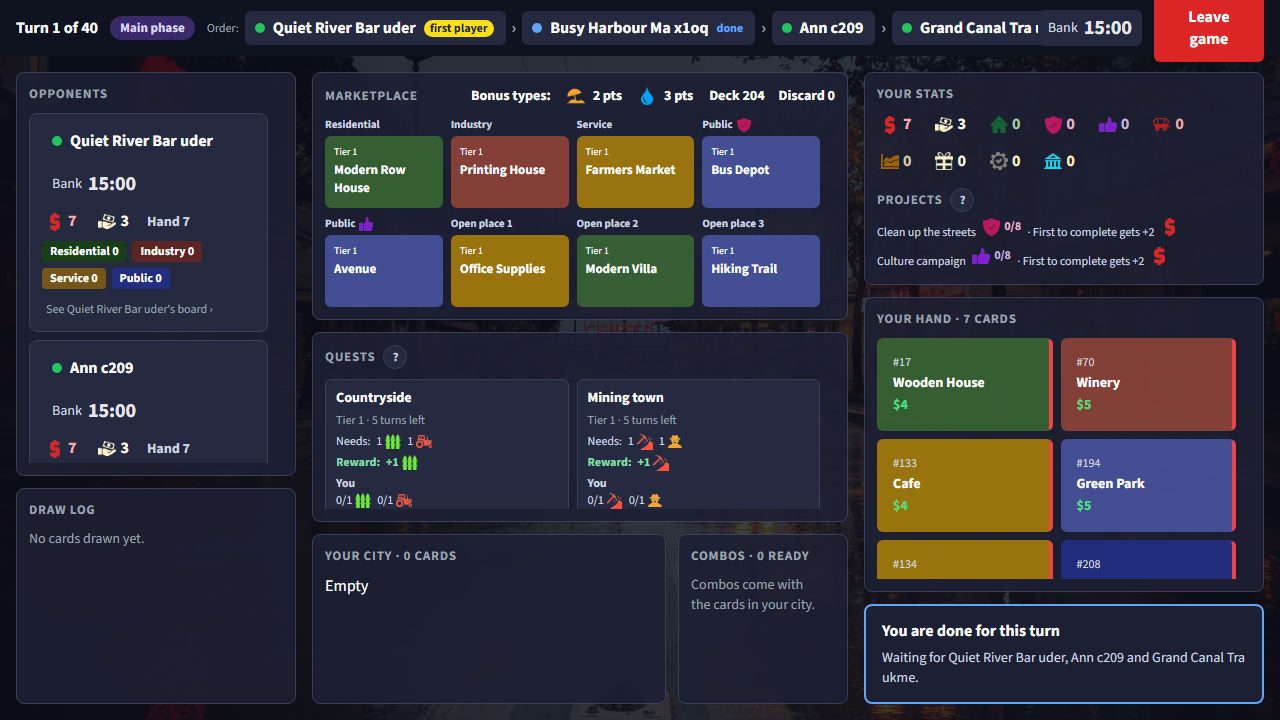 Turn 1 of 40 Main phase Order: Quiet River Bar uder first player › Busy Harbour Ma x1oq done › Ann c209 › Grand Canal Tra Bank 15:00 Leave game
OPPONENTS
Quiet River Bar uder
Bank 15:00
7 3 Hand 7
Residential 0 Industry 0
Service 0 Public 0
See Quiet River Bar uder's board ›
Ann c209
Bank 15:00
7 3 Hand 7
DRAW LOG
No cards drawn yet.
MARKETPLACE Bonus types: 2 pts 3 pts Deck 204 Discard 0
Residential Industry Service Public
Tier 1 Tier 1 Tier 1 Tier 1
Modern Row House Printing House Farmers Market Bus Depot
Public Open place 1 Open place 2 Open place 3
Tier 1 Tier 1 Tier 1 Tier 1
Avenue Office Supplies Modern Villa Hiking Trail
QUESTS ?
Countryside
Tier 1 · 5 turns left
Needs: 1 1
Reward: +1
You
0/1 0/1
Mining town
Tier 1 · 5 turns left
Needs: 1 1
Reward: +1
You
0/1 0/1
YOUR CITY · 0 CARDS
Empty
COMBOS · 0 READY
Combos come with
the cards in your city.
YOUR STATS
$ 7 3 0 0 0 0
0 0 0 0
PROJECTS ?
Clean up the streets 0/8 · First to complete gets +2 $
Culture campaign 0/8 · First to complete gets +2 $
YOUR HAND · 7 CARDS
#17 #70
Wooden House Winery
$4 $5
#133 #194
Cafe Green Park
$4 $5
#134 #208
You are done for this turn
Waiting for Quiet River Bar uder, Ann c209 and Grand Canal Tra
ukme.